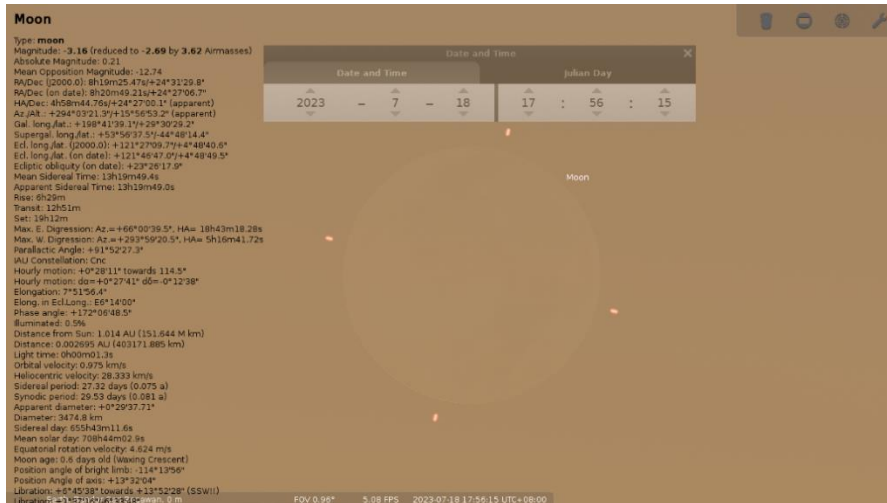 Moon
Type: moon
Magnitude: -3.16 (reduced to -2.69 by 3.62 Airmasses)
Absolute Magnitude: 0.21
Mean Opposition Magnitude: -12.74
RA/Dec (J2000.0): 8h19m25.47s/+24°31'29.8"
RA/Dec (on date): 8h20m49.21s/+24°27'06.7"
HA/Dec: 4h58m44.76s/+24°27'00.1" (apparent)
Az./Alt.: +294°03'21.3"/+15°56'53.2" (apparent)
Gal. long./lat.: +198°41'39.1"/+29°30'29.2"
Supergal. long./lat.: +53°56'37.5"/-44°48'14.4"
Ecl. long./lat. (J2000.0): +121°27'09.7"/+4°48'40.6"
Ecl. long./lat. (on date): +121°46'47.0"/+4°48'49.5"
Ecliptic obliquity (on date): +23°26'17.9"
Mean Sidereal Time: 13h19m49.4s
Apparent Sidereal Time: 13h19m49.0s
Rise: 6h29m
Transit: 12h51m
Set: 19h12m
Max. E. Digression: Az.=+66°00'39.5", HA= 18h43m18.28s
Max. W. Digression: Az.=+293°59'20.5", HA= 5h16m41.72s
Parallactic Angle: +91°52'27.3"
IAU Constellation: Cnc
Hourly motion: +0°28'11" towards 114.5°
Hourly motion: dα=+0°27'41" dδ=-0°12'38"
Elongation: 7°51'56.4"
Elong. in Ecl.Long.: E6°14'00"
Phase angle: +172°06'48.5"
Illuminated: 0.5%
Distance from Sun: 1.014 AU (151.644 M km)
Distance: 0.002695 AU (403171.885 km)
Light time: 0h00m01.3s
Orbital velocity: 0.975 km/s
Heliocentric velocity: 28.333 km/s
Sidereal period: 27.32 days (0.075 a)
Synodic period: 29.53 days (0.081 a)
Apparent diameter: +0°29'37.71"
Diameter: 3474.8 km
Sidereal day: 655h43m11.6s
Mean solar day: 708h44m02.9s
Equatorial rotation velocity: 4.624 m/s
Moon age: 0.6 days old (Waxing Crescent)
Position angle of bright limb: -114°13'56"
Position Angle of axis: +13°32'04"
Libration: +6°45'38" towards +13°52'28" (SSW!!)
Date and Time
Date and Time Julian Day
2023 – 7 – 18 17 : 56 : 15
Moon
0 m FOV 0.96° 5.08 FPS 2023-07-18 17:56:15 UTC+08:00